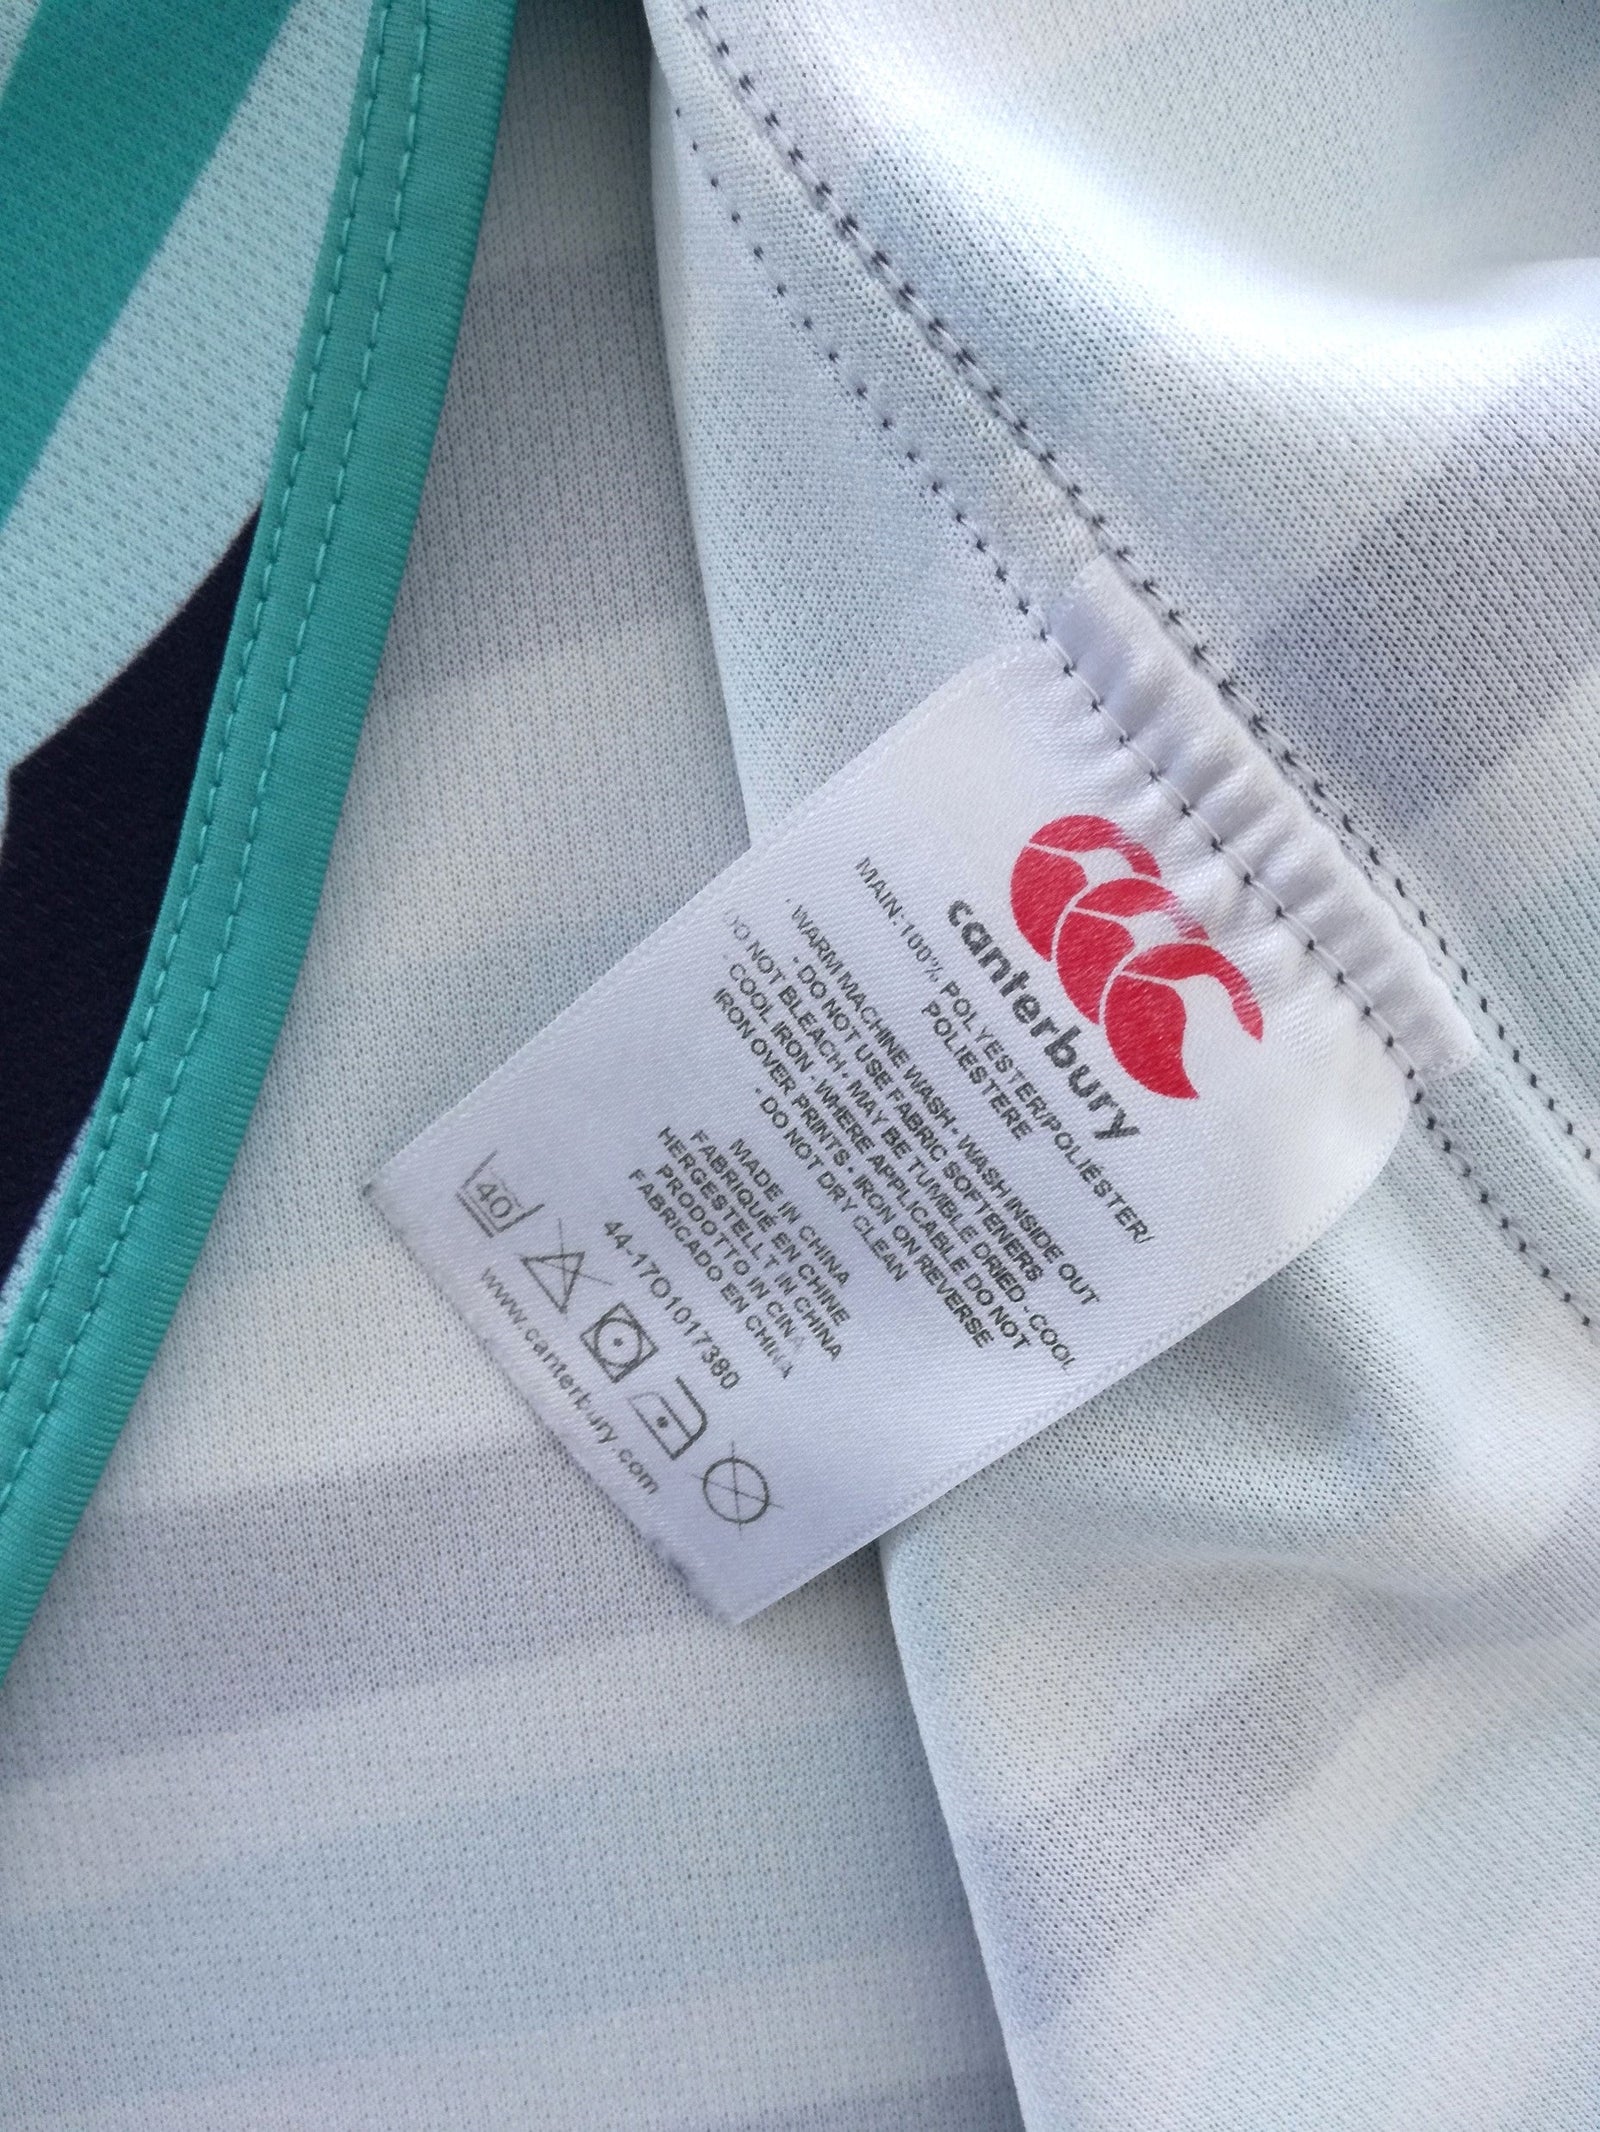 canterbury
MAIN: 100% POLYESTER/POLIÉSTER/
POLIESTERE
· WARM MACHINE WASH · WASH INSIDE OUT
· DO NOT USE FABRIC SOFTENERS
DO NOT BLEACH · MAY BE TUMBLE DRIED · COOL
· COOL IRON · WHERE APPLICABLE DO NOT
IRON OVER PRINTS · IRON ON REVERSE
· DO NOT DRY CLEAN
MADE IN CHINA
FABRIQUÉ EN CHINE
HERGESTELLT IN CHINA
PRODOTTO IN CINA
FABRICADO EN CHINA
44-17O1017380
40
www.canterbury.com